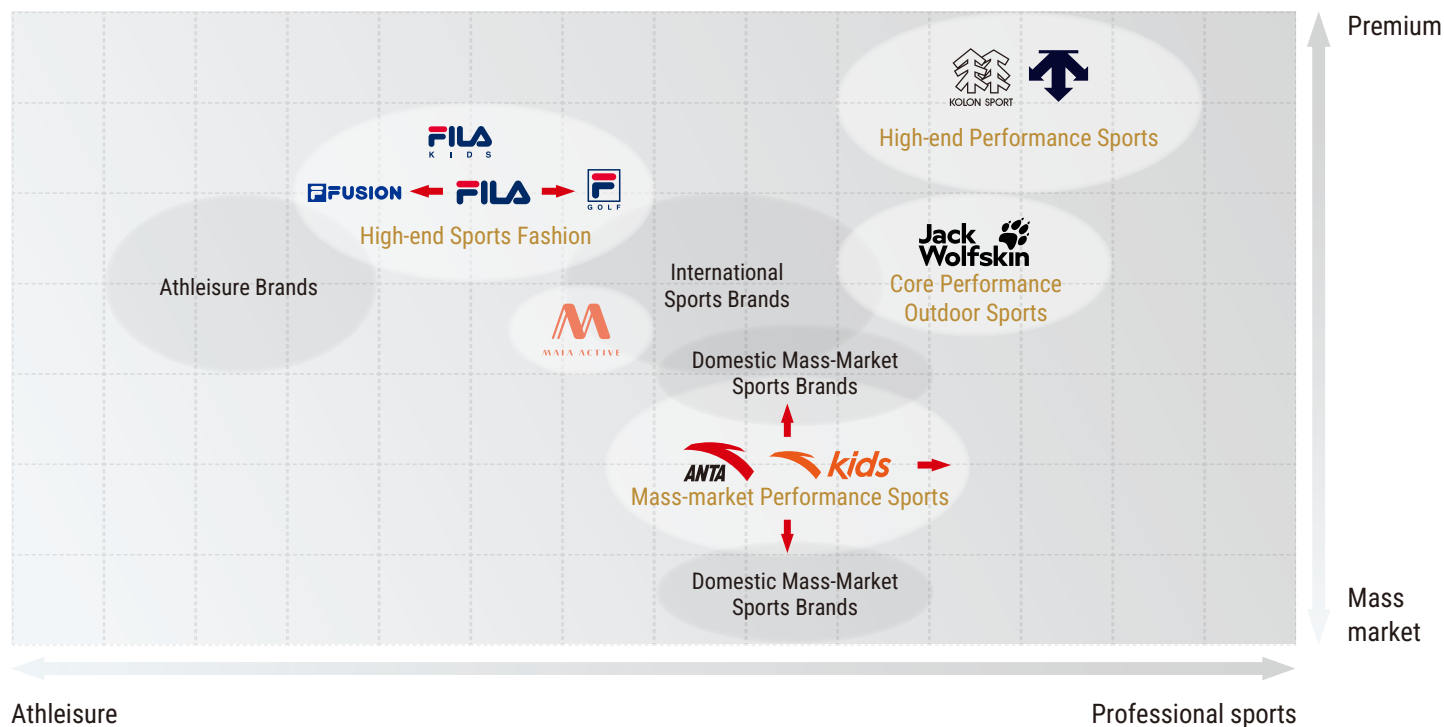 Premium
KOLON SPORT
High-end Performance Sports
FILA
KIDS
FUSION
FILA
F
GOLF
High-end Sports Fashion
Jack
Wolfskin
Core Performance
Outdoor Sports
Athleisure Brands
International
Sports Brands
MAIA ACTIVE
Domestic Mass-Market
Sports Brands
ANTA
kids
Mass-market Performance Sports
Domestic Mass-Market
Sports Brands
Mass
market
Athleisure
Professional sports